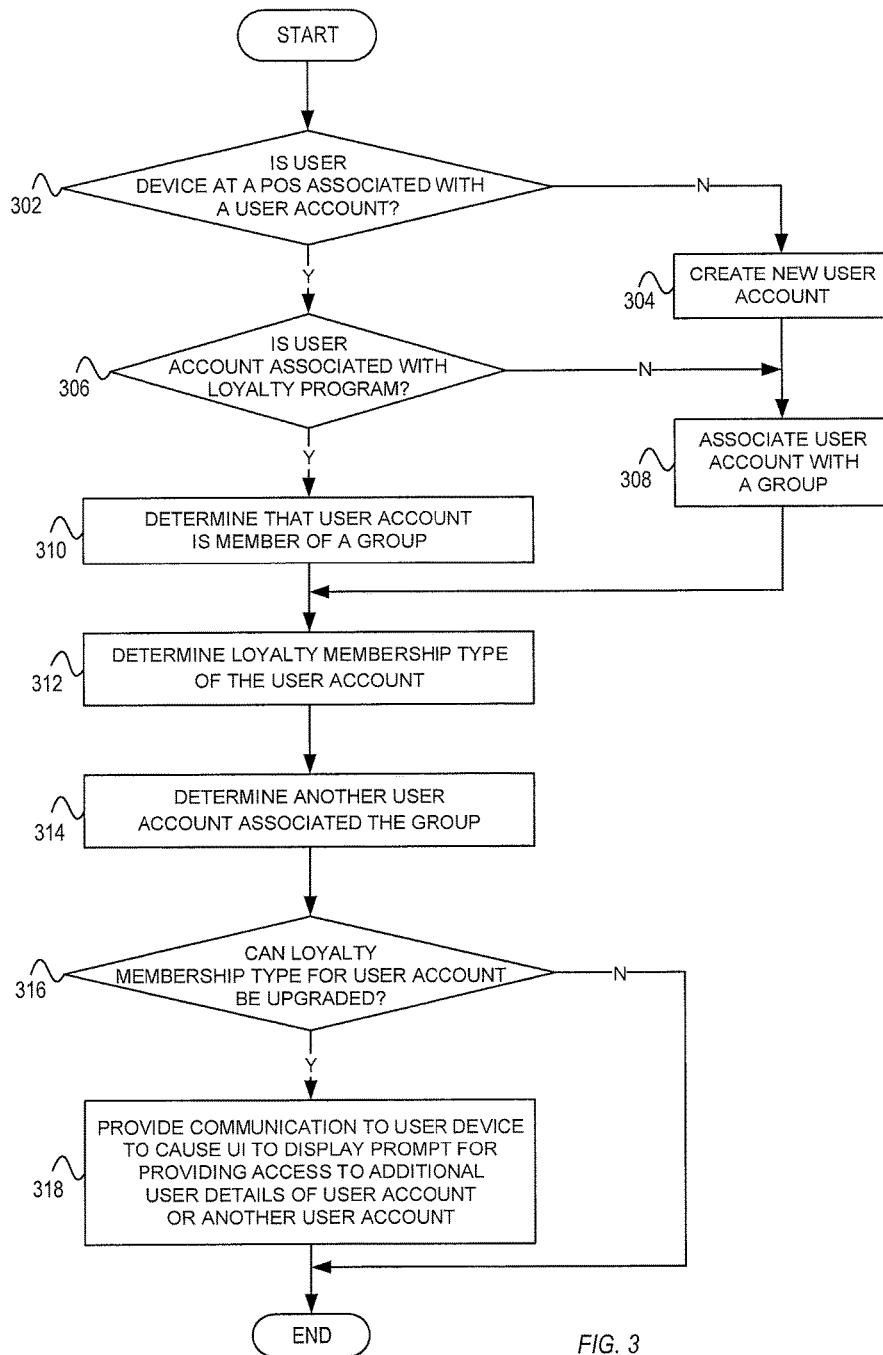 START
IS USER
DEVICE AT A POS ASSOCIATED WITH
A USER ACCOUNT?
302
N
Y
CREATE NEW USER
ACCOUNT
304
IS USER
ACCOUNT ASSOCIATED WITH
LOYALTY PROGRAM?
306
N
Y
ASSOCIATE USER
ACCOUNT WITH
A GROUP
308
DETERMINE THAT USER ACCOUNT
IS MEMBER OF A GROUP
310
DETERMINE LOYALTY MEMBERSHIP TYPE
OF THE USER ACCOUNT
312
DETERMINE ANOTHER USER
ACCOUNT ASSOCIATED THE GROUP
314
CAN LOYALTY
MEMBERSHIP TYPE FOR USER ACCOUNT
BE UPGRADED?
316
N
Y
PROVIDE COMMUNICATION TO USER DEVICE
TO CAUSE UI TO DISPLAY PROMPT FOR
PROVIDING ACCESS TO ADDITIONAL
USER DETAILS OF USER ACCOUNT
OR ANOTHER USER ACCOUNT
318
END
FIG. 3